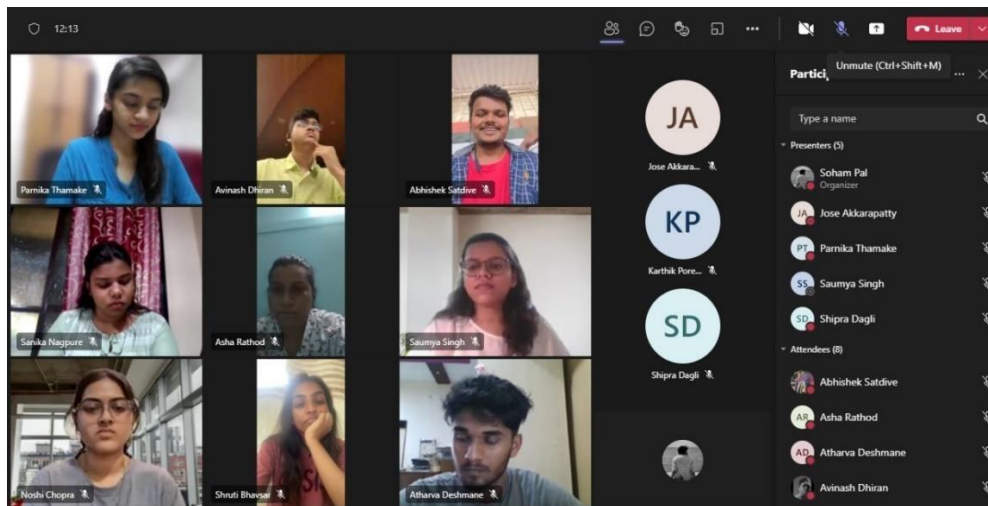 12:13
Leave
Unmute (Ctrl+Shift+M)
Partici
Type a name
Presenters (5)
Soham Pal
Organizer
JA Jose Akkarapatty
PT Parnika Thamake
SS Saumya Singh
SD Shipra Dagli
Attendees (8)
Abhishek Satdive
AR Asha Rathod
AD Atharva Deshmane
Avinash Dhiran
Parnika Thamake
Avinash Dhiran
Abhishek Satdive
JA
Jose Akkara...
Sanika Nagpure
Asha Rathod
Saumya Singh
KP
Karthik Pore...
SD
Shipra Dagli
Noshi Chopra
Shruti Bhavsar
Atharva Deshmane